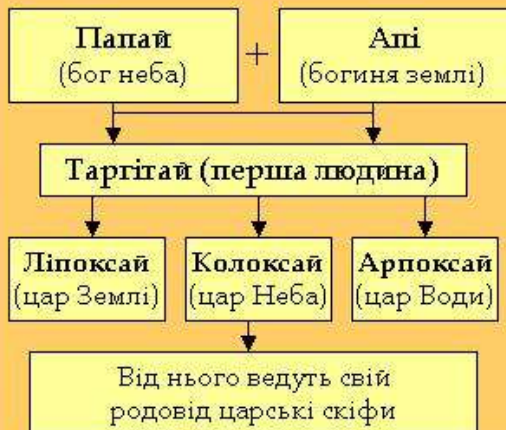 Папай
(бог неба)
+
Апі
(богиня землі)
Таргітай (перша людина)
Ліпоксай
(цар Землі)
Колоксай
(цар Неба)
Арпоксай
(цар Води)
Від нього ведуть свій
родовід царські скіфи